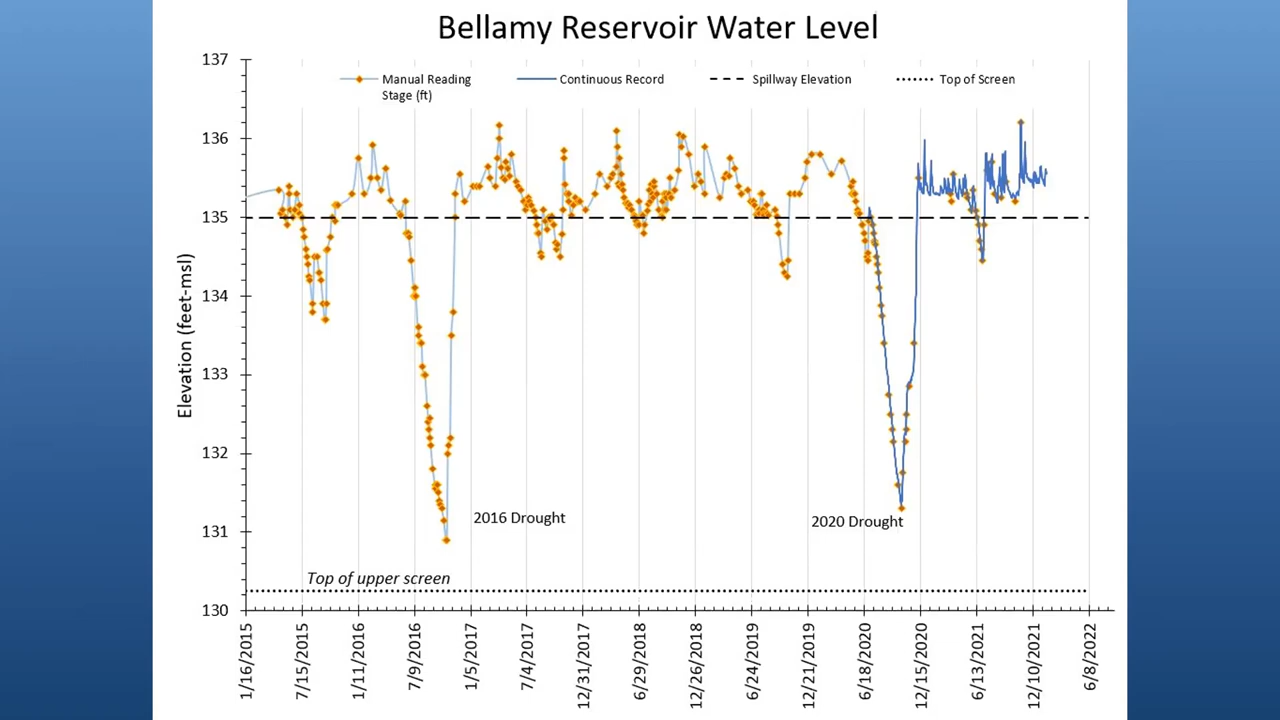 Bellamy Reservoir Water Level
Manual Reading
Stage (ft)
Continuous Record
Spillway Elevation
Top of Screen
Elevation (feet-msl)
137
136
135
134
133
132
131
130
2016 Drought
2020 Drought
Top of upper screen
1/16/2015
7/15/2015
1/11/2016
7/9/2016
1/5/2017
7/4/2017
12/31/2017
6/29/2018
12/26/2018
6/24/2019
12/21/2019
6/18/2020
12/15/2020
6/13/2021
12/10/2021
6/8/2022